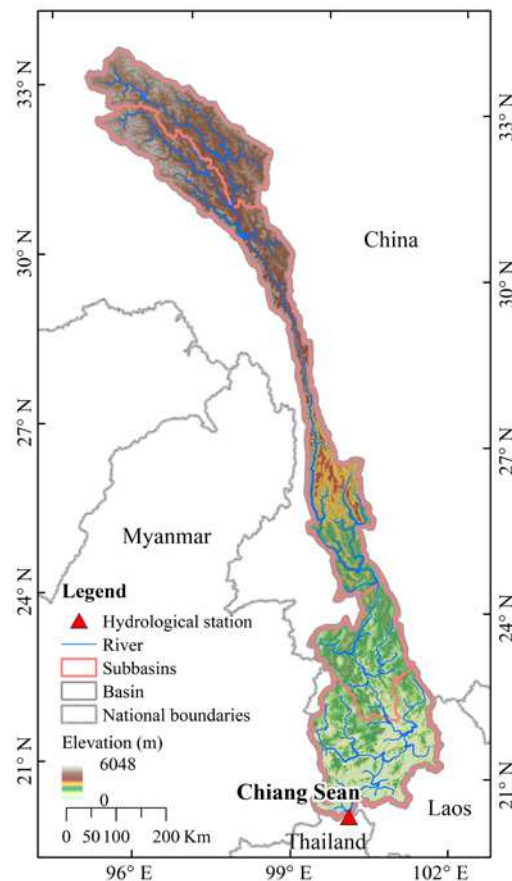 33° N
33° N
China
30° N
30° N
27° N
27° N
Myanmar
24° N
24° N
Legend
Hydrological station
River
Subbasins
Basin
National boundaries
Elevation (m)
6048
0
21° N
21° N
Chiang Sean
Laos
0 50 100 200 Km
Thailand
96° E 99° E 102° E